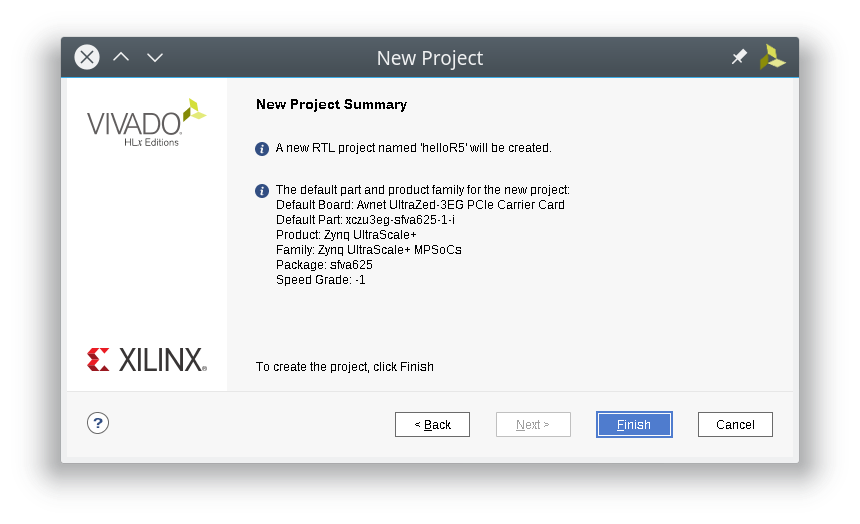 New Project
VIVADO.
HLx Editions
New Project Summary
A new RTL project named 'helloR5' will be created.
The default part and product family for the new project:
Default Board: Avnet UltraZed-3EG PCIe Carrier Card
Default Part: xczu3eg-sfva625-1-i
Product: Zynq UltraScale+
Family: Zynq UltraScale+ MPSoCs
Package: sfva625
Speed Grade: -1
XILINX®
To create the project, click Finish
?
< Back
Next >
Finish
Cancel